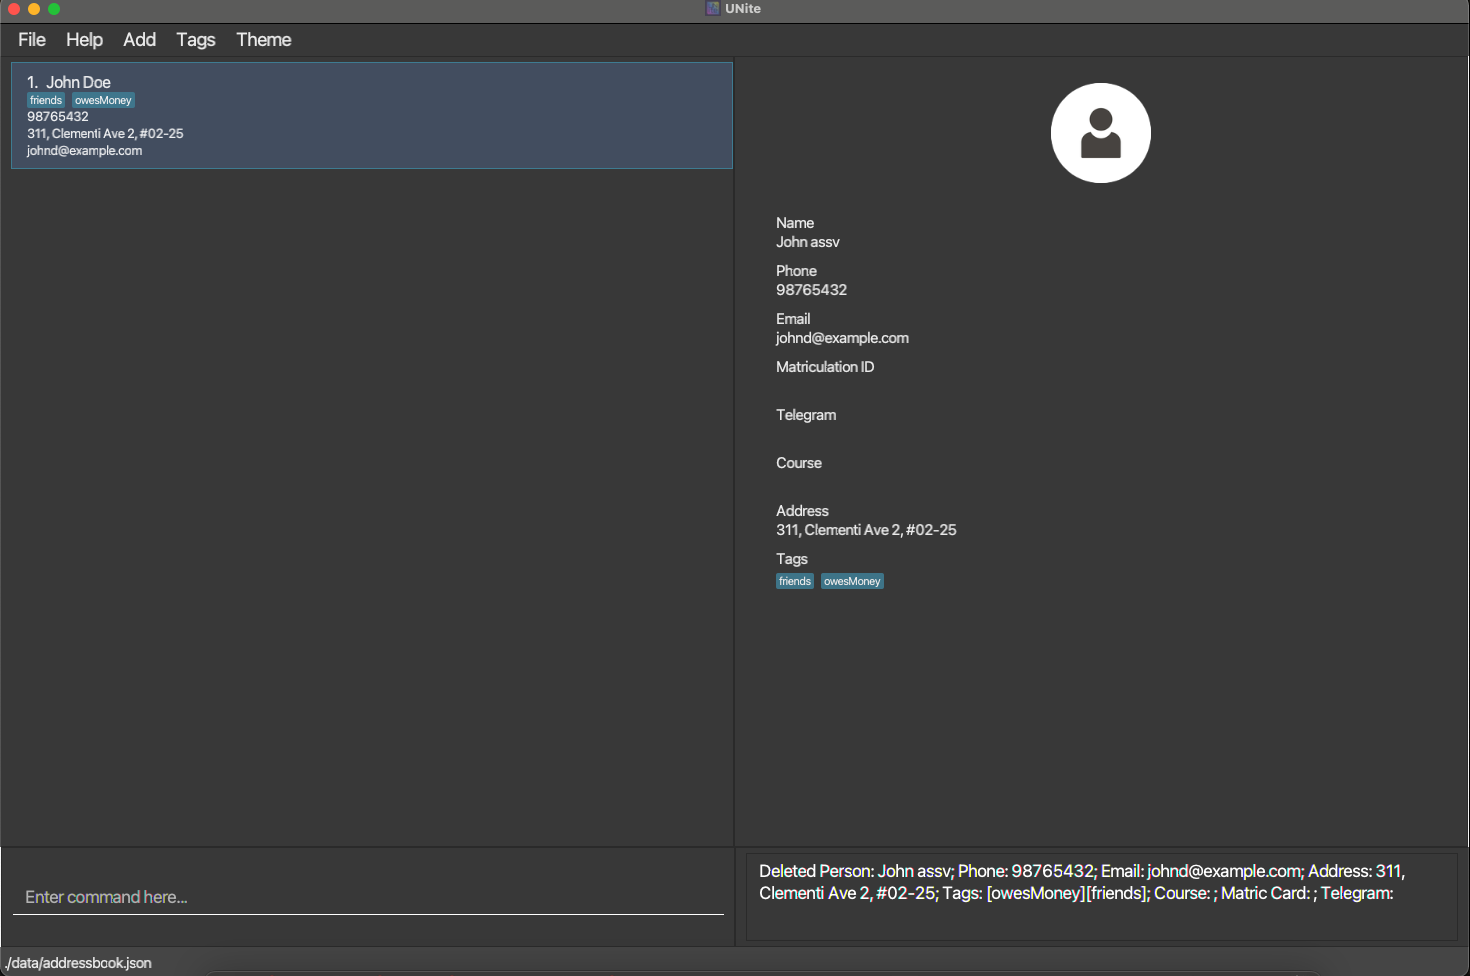 UNite
File Help Add Tags Theme
1. John Doe
friends owesMoney
98765432
311, Clementi Ave 2, #02-25
johnd@example.com
Name
John assv
Phone
98765432
Email
johnd@example.com
Matriculation ID
Telegram
Course
Address
311, Clementi Ave 2, #02-25
Tags
friends owesMoney
Enter command here...
Deleted Person: John assv; Phone: 98765432; Email: johnd@example.com; Address: 311,
Clementi Ave 2, #02-25; Tags: [owesMoney][friends]; Course: ; Matric Card: ; Telegram:
./data/addressbook.json